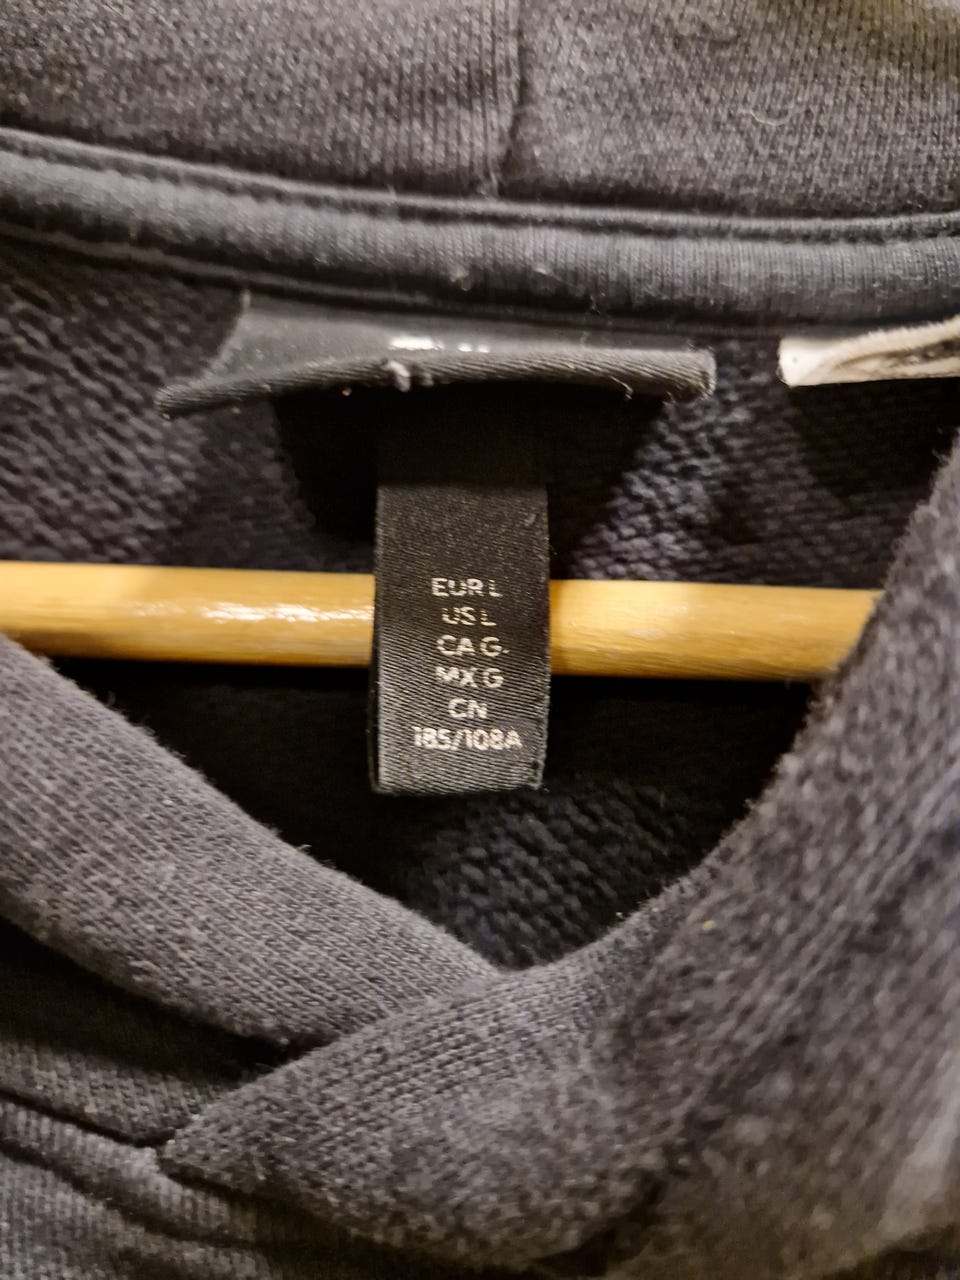 EUR L
US L
CA G
MX G
CN
185/108A